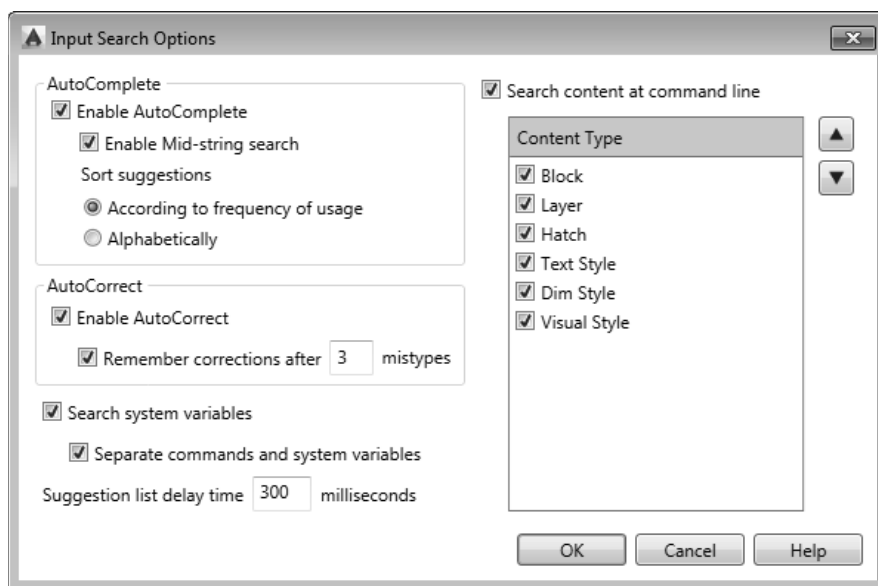 Input Search Options
AutoComplete
Enable AutoComplete
Enable Mid-string search
Sort suggestions
According to frequency of usage
Alphabetically
AutoCorrect
Enable AutoCorrect
Remember corrections after 3 mistypes
Search system variables
Separate commands and system variables
Suggestion list delay time 300 milliseconds
Search content at command line
Content Type
Block
Layer
Hatch
Text Style
Dim Style
Visual Style
OK Cancel Help